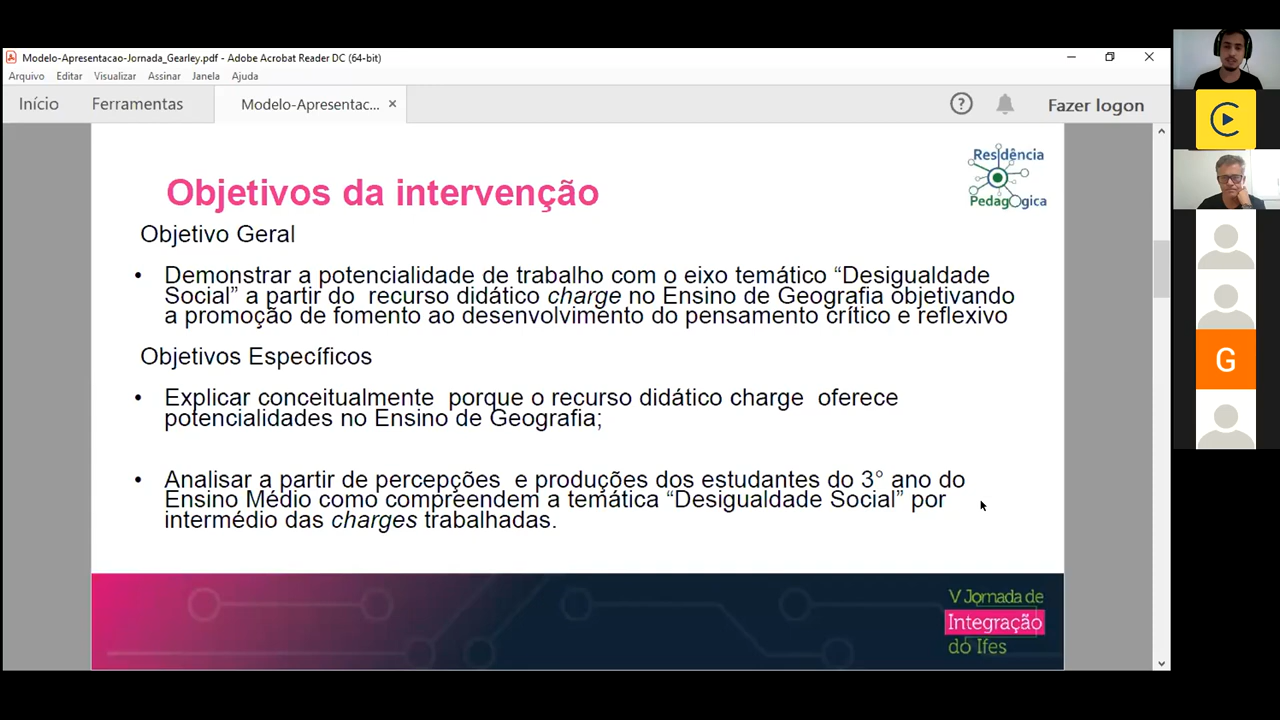 Modelo-Apresentacao-Jornada_Gearley.pdf - Adobe Acrobat Reader DC (64-bit)
Arquivo Editar Visualizar Assinar Janela Ajuda
Início Ferramentas Modelo-Apresentac... × Fazer logon
Residência
Pedagógica
Objetivos da intervenção
Objetivo Geral
• Demonstrar a potencialidade de trabalho com o eixo temático “Desigualdade
Social” a partir do recurso didático charge no Ensino de Geografia objetivando
a promoção de fomento ao desenvolvimento do pensamento crítico e reflexivo
Objetivos Específicos
• Explicar conceitualmente porque o recurso didático charge oferece
potencialidades no Ensino de Geografia;
• Analisar a partir de percepções e produções dos estudantes do 3° ano do
Ensino Médio como compreendem a temática “Desigualdade Social” por
intermédio das charges trabalhadas.
V Jornada de
Integração
do Ifes
G